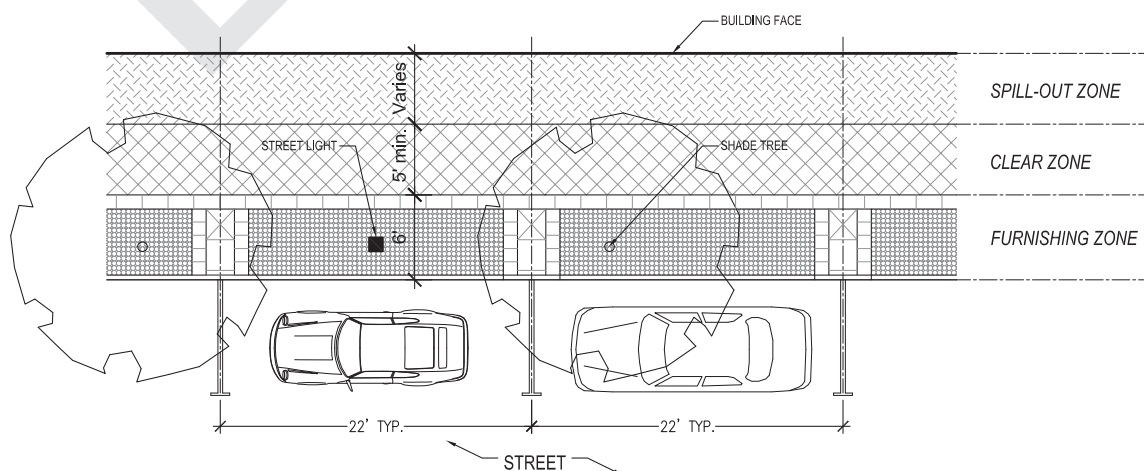 BUILDING FACE
Varies
SPILL-OUT ZONE
STREET LIGHT
5' min.
SHADE TREE
CLEAR ZONE
6'
FURNISHING ZONE
22' TYP.
22' TYP.
STREET